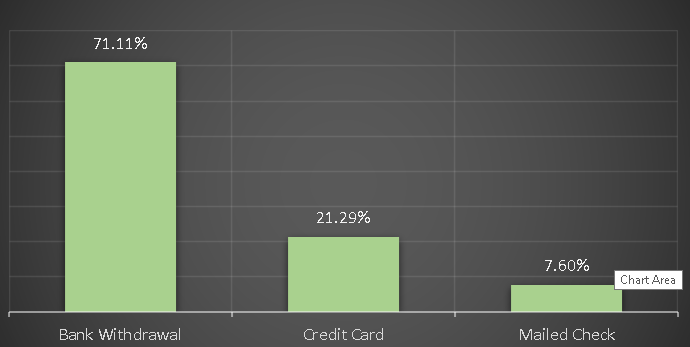 71.11%
21.29%
7.60%
Chart Area
Bank Withdrawal
Credit Card
Mailed Check